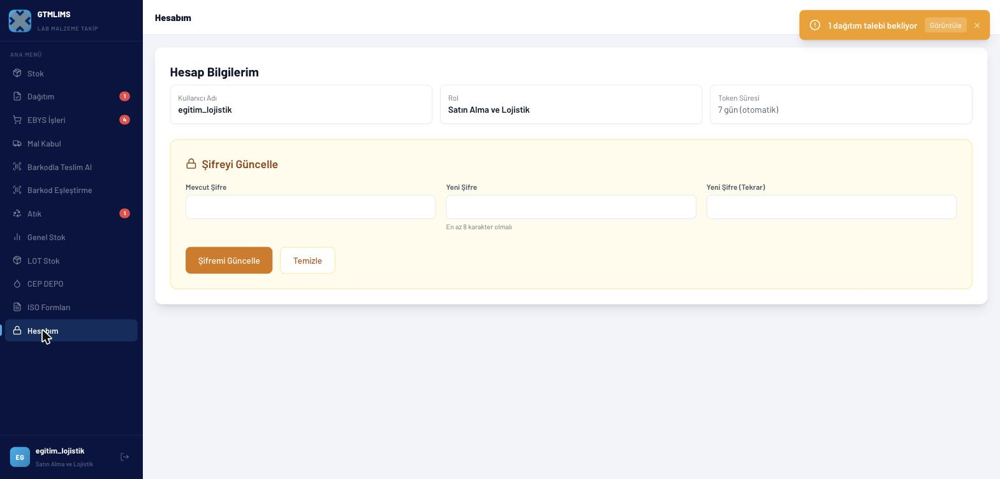 GTMLIMS
LAB MALZEME TAKİP
ANA MENÜ
Stok
Dağıtım 1
EBYS İşleri 4
Mal Kabul
Barkodla Teslim Al
Barkod Eşleştirme
Atık 1
Genel Stok
LOT Stok
CEP DEPO
ISO Formları
Hesabım
EG
egitim_lojistik
Satın Alma ve Lojistik
Hesabım
1 dağıtım talebi bekliyor Görüntüle
Hesap Bilgilerim
Kullanıcı Adı
egitim_lojistik
Rol
Satın Alma ve Lojistik
Token Süresi
7 gün (otomatik)
Şifreyi Güncelle
Mevcut Şifre
Yeni Şifre
En az 8 karakter olmalı
Yeni Şifre (Tekrar)
Şifremi Güncelle
Temizle